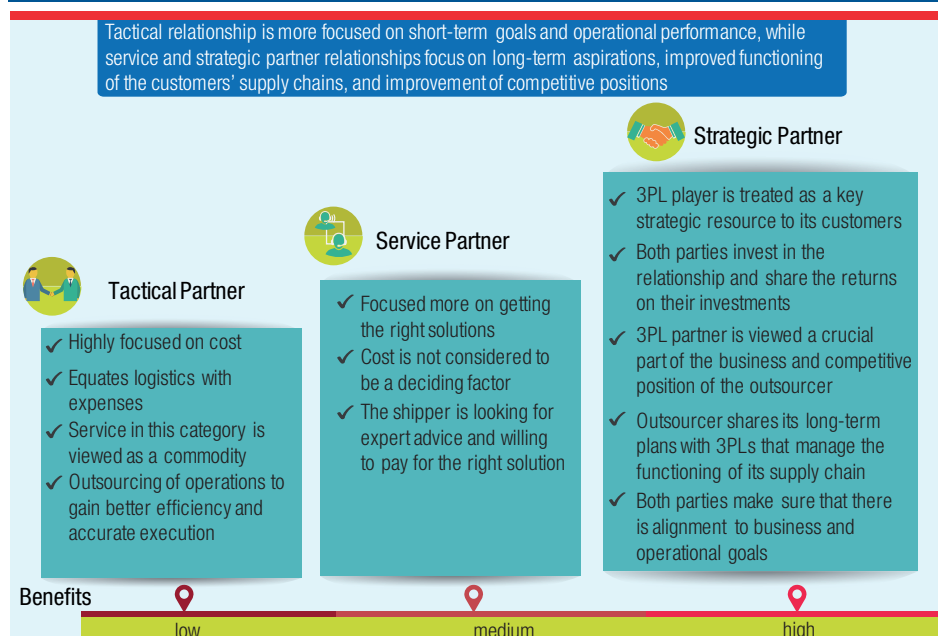 Tactical relationship is more focused on short-term goals and operational performance, while
service and strategic partner relationships focus on long-term aspirations, improved functioning
of the customers' supply chains, and improvement of competitive positions
Tactical Partner
Highly focused on cost
Equates logistics with
expenses
Service in this category is
viewed as a commodity
Outsourcing of operations to
gain better efficiency and
accurate execution
Service Partner
Focused more on getting
the right solutions
Cost is not considered to
be a deciding factor
The shipper is looking for
expert advice and willing
to pay for the right solution
Strategic Partner
3PL player is treated as a key
strategic resource to its customers
Both parties invest in the
relationship and share the returns
on their investments
3PL partner is viewed a crucial
part of the business and competitive
position of the outsourcer
Outsourcer shares its long-term
plans with 3PLs that manage the
functioning of its supply chain
Both parties make sure that there
is alignment to business and
operational goals
Benefits
low
medium
high